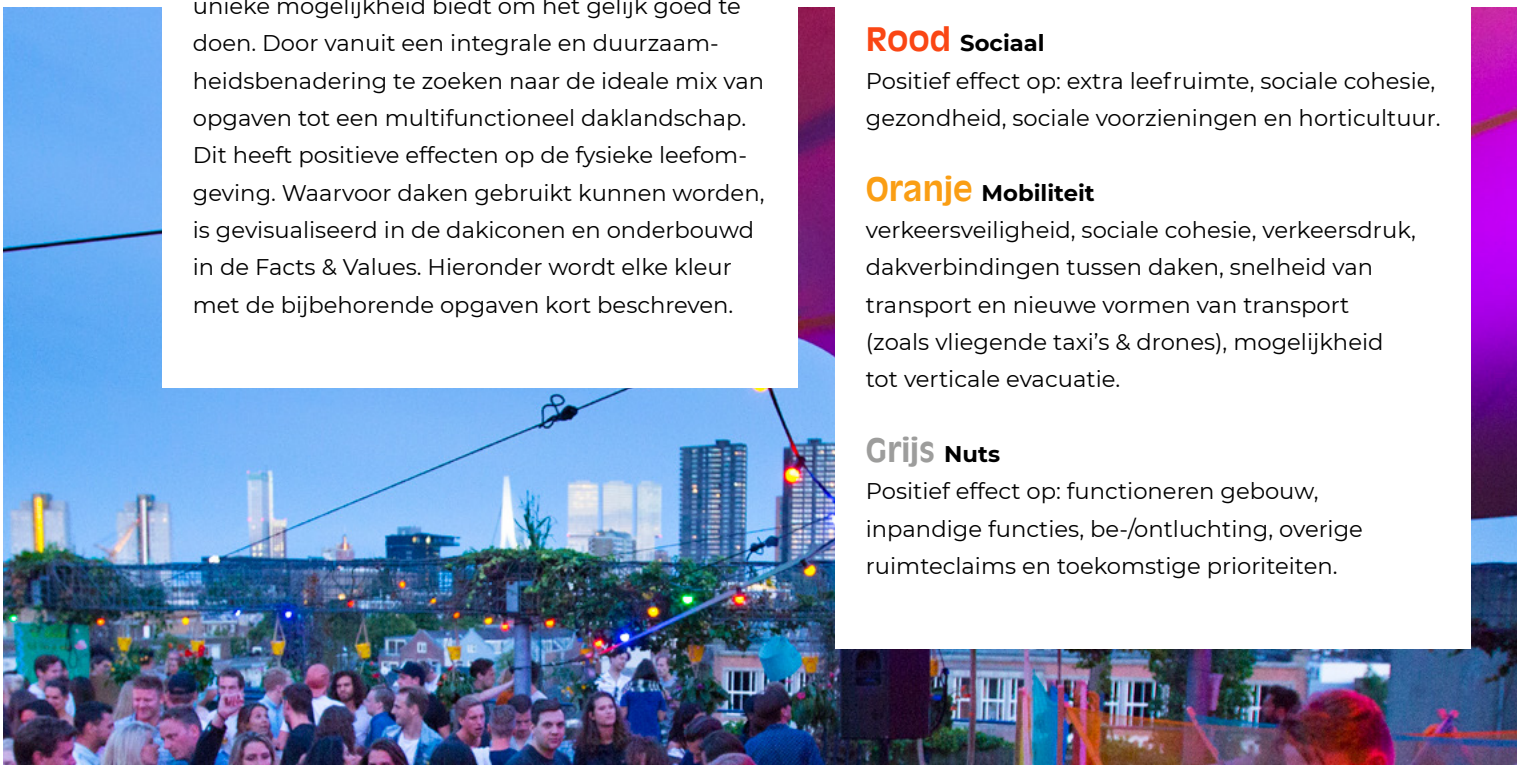 unieke mogelijkheid biedt om het gelijk goed te
doen. Door vanuit een integrale en duurzaam-
heidsbenadering te zoeken naar de ideale mix van
opgaven tot een multifunctioneel daklandschap.
Dit heeft positieve effecten op de fysieke leefom-
geving. Waarvoor daken gebruikt kunnen worden,
is gevisualiseerd in de dakiconen en onderbouwd
in de Facts & Values. Hieronder wordt elke kleur
met de bijbehorende opgaven kort beschreven.
Rood Sociaal
Positief effect op: extra leefruimte, sociale cohesie,
gezondheid, sociale voorzieningen en horticultuur.
Oranje Mobiliteit
verkeersveiligheid, sociale cohesie, verkeersdruk,
dakverbindingen tussen daken, snelheid van
transport en nieuwe vormen van transport
(zoals vliegende taxi’s & drones), mogelijkheid
tot verticale evacuatie.
Grijs Nuts
Positief effect op: functioneren gebouw,
inpandige functies, be-/ontluchting, overige
ruimteclaims en toekomstige prioriteiten.